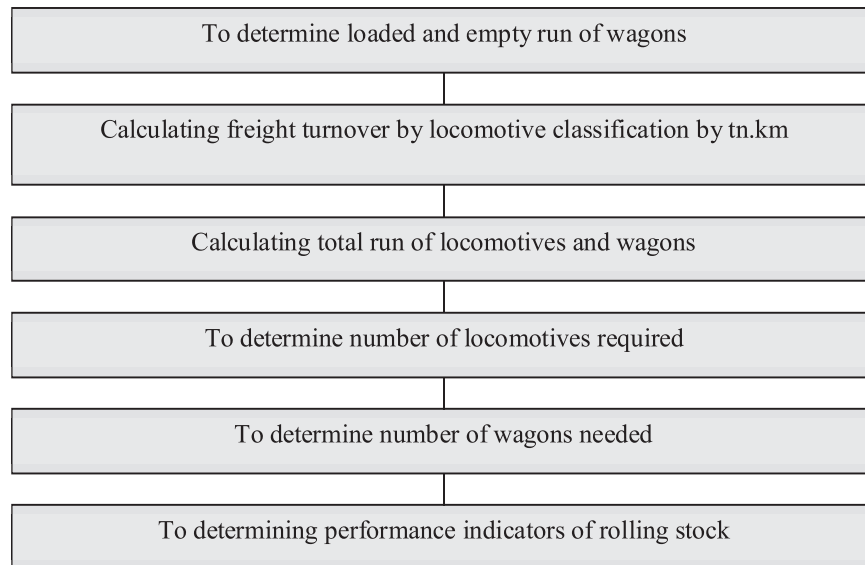 To determine loaded and empty run of wagons
Calculating freight turnover by locomotive classification by tn.km
Calculating total run of locomotives and wagons
To determine number of locomotives required
To determine number of wagons needed
To determining performance indicators of rolling stock